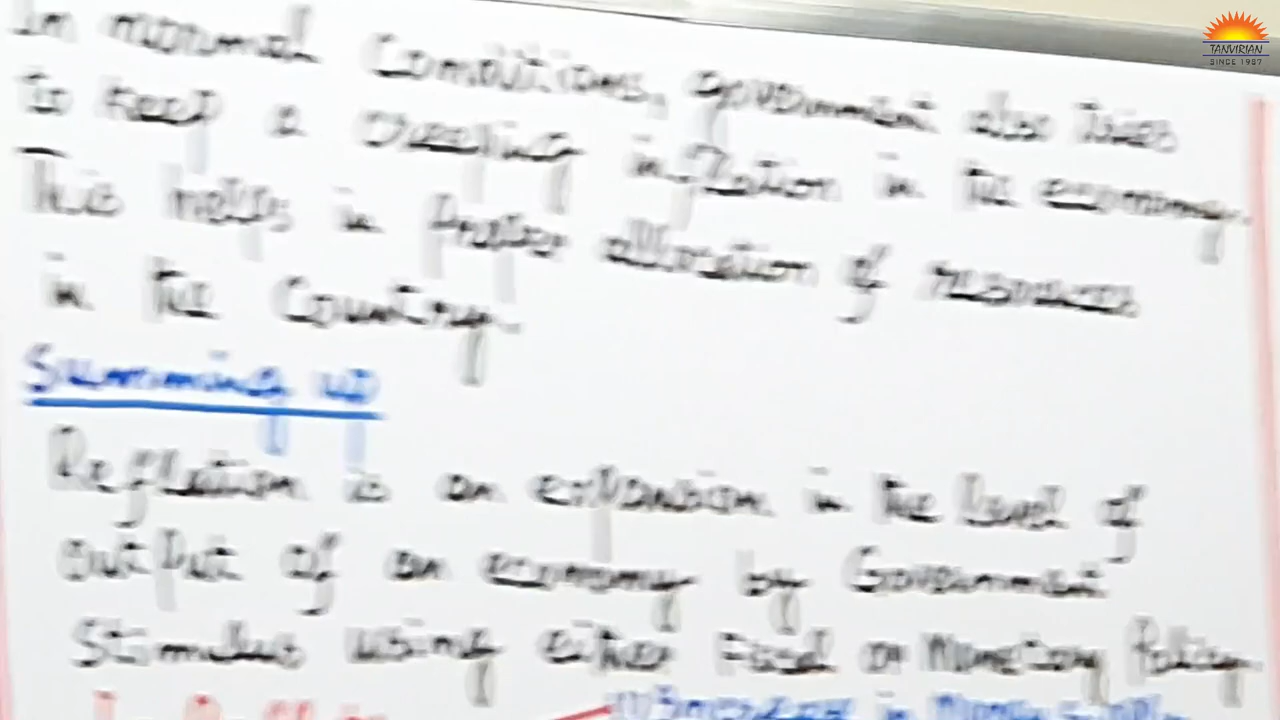 TANVIRIAN
SINCE 1987
In normal Conditions, government also tries
to keep a creeping inflation in the economy.
This helps in Proper allocation of resources
in the Country.
Summing up
Reflation is an expansion in the level of
output of an economy by Government
Stimulus using either Fiscal or Monetary Policy.